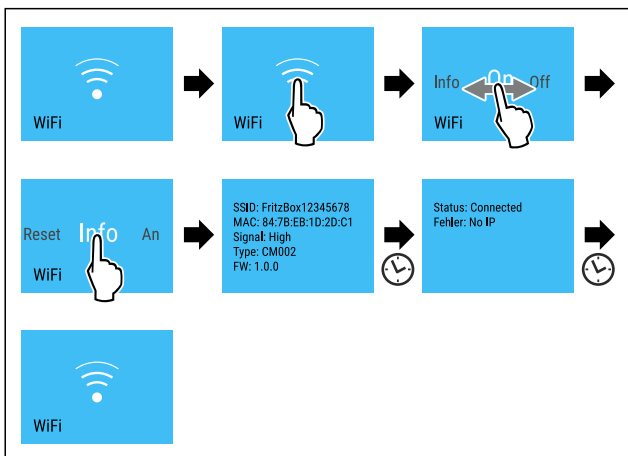 WiFi
WiFi
Info On Off
WiFi
Reset Info An
WiFi
SSID: FritzBox12345678
MAC: 84:7B:EB:1D:2D:C1
Signal: High
Type: CM002
FW: 1.0.0
Status: Connected
Fehler: No IP
WiFi